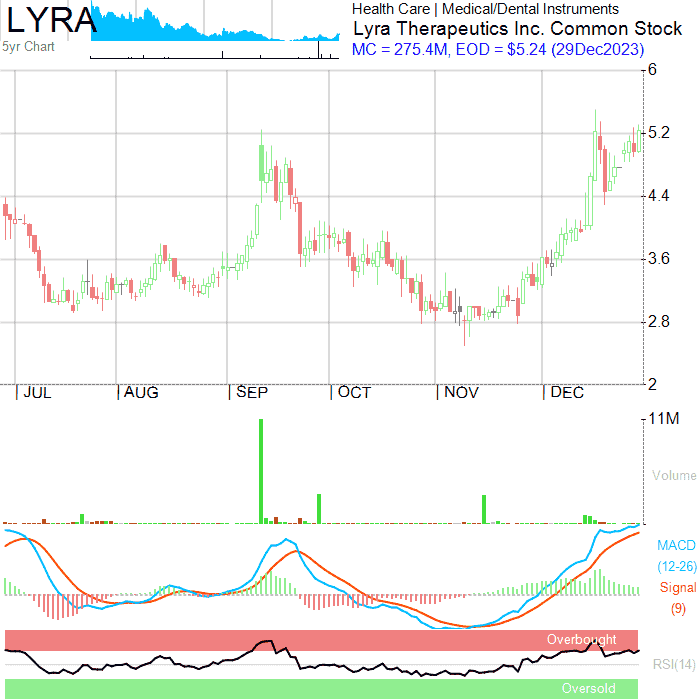 LYRA
5yr Chart
Health Care | Medical/Dental Instruments
Lyra Therapeutics Inc. Common Stock
MC = 275.4M, EOD = $5.24 (29Dec2023)
6
5.2
4.4
3.6
2.8
2
JUL
AUG
SEP
OCT
NOV
DEC
11M
Volume
MACD
(12-26)
Signal
(9)
Overbought
RSI(14)
Oversold